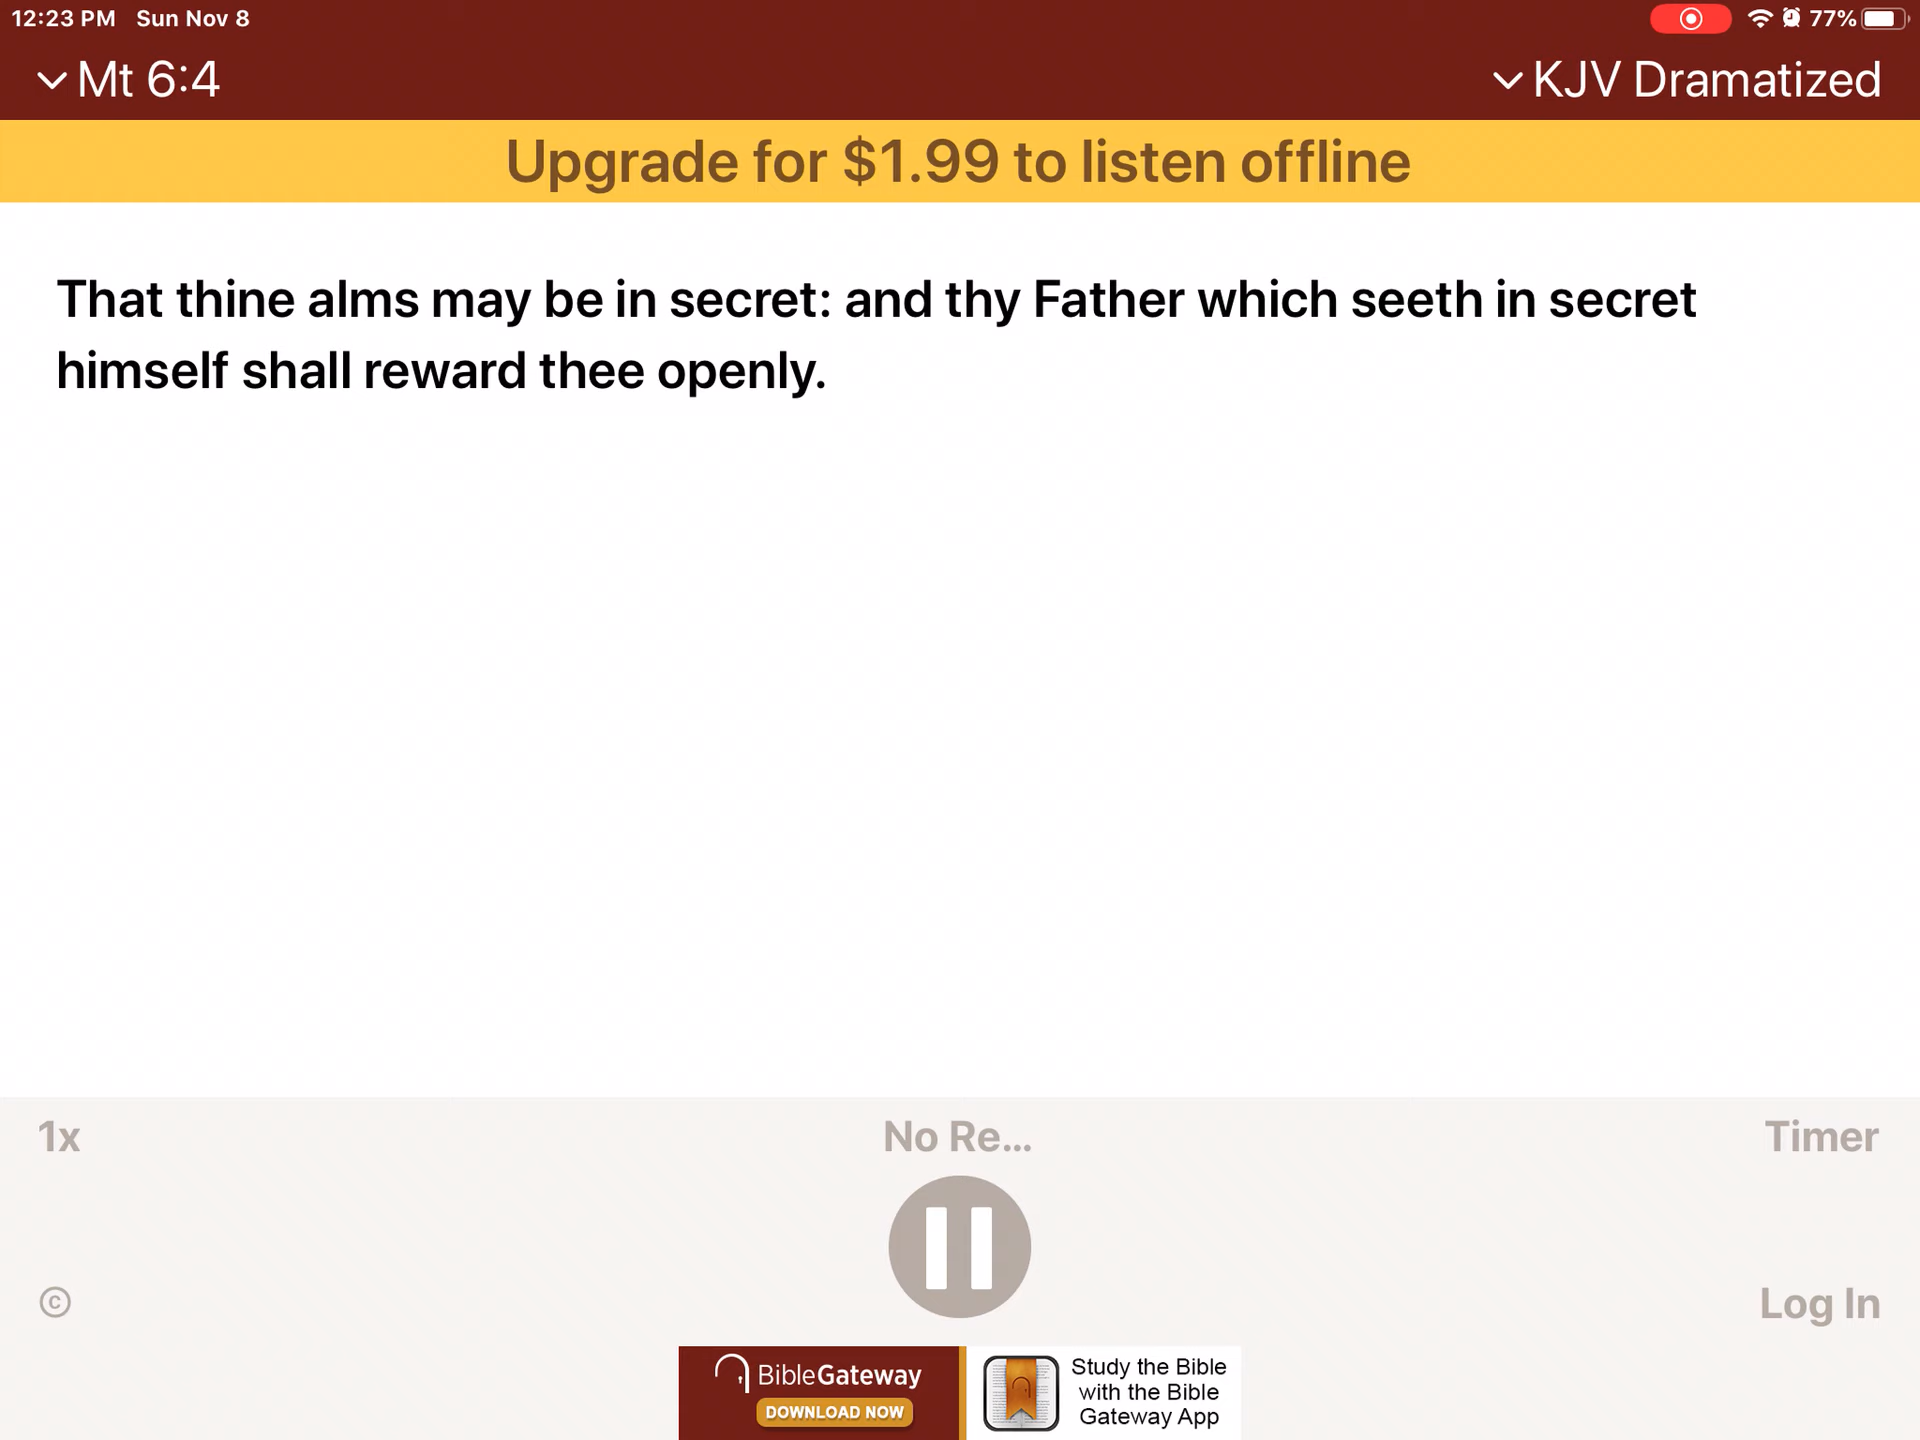 12:23 PM Sun Nov 8
77%
Mt 6:4
KJV Dramatized
Upgrade for $1.99 to listen offline
That thine alms may be in secret: and thy Father which seeth in secret
himself shall reward thee openly.
1x
No Re...
Timer
©
Log In
BibleGateway
DOWNLOAD NOW
Study the Bible
with the Bible
Gateway App